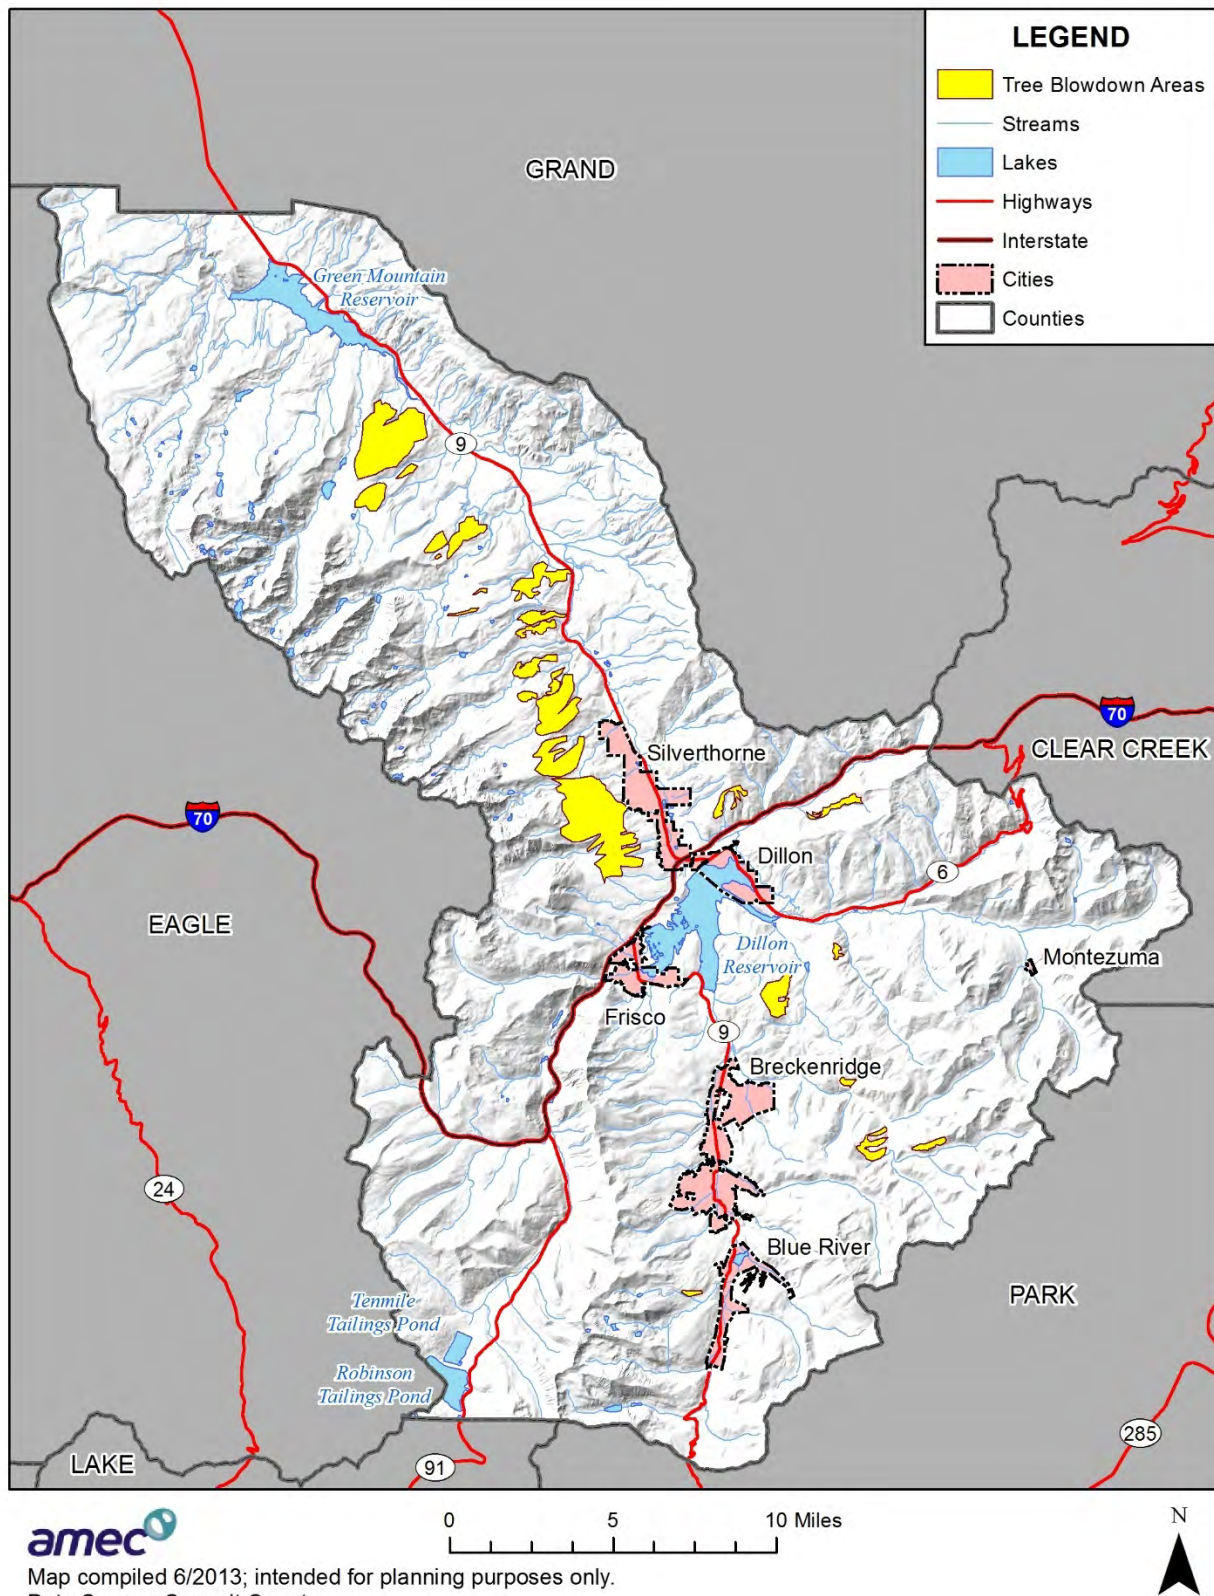 LEGEND
Tree Blowdown Areas
Streams
Lakes
Highways
Interstate
Cities
Counties
GRAND
Green Mountain
Reservoir
9
70
CLEAR CREEK
Silverthorne
70
Dillon
6
EAGLE
Dillon
Reservoir
Montezuma
Frisco
9
Breckenridge
24
Blue River
PARK
Tenmile
Tailings Pond
Robinson
Tailings Pond
285
LAKE
91
amec
0 5 10 Miles
N
Map compiled 6/2013; intended for planning purposes only.